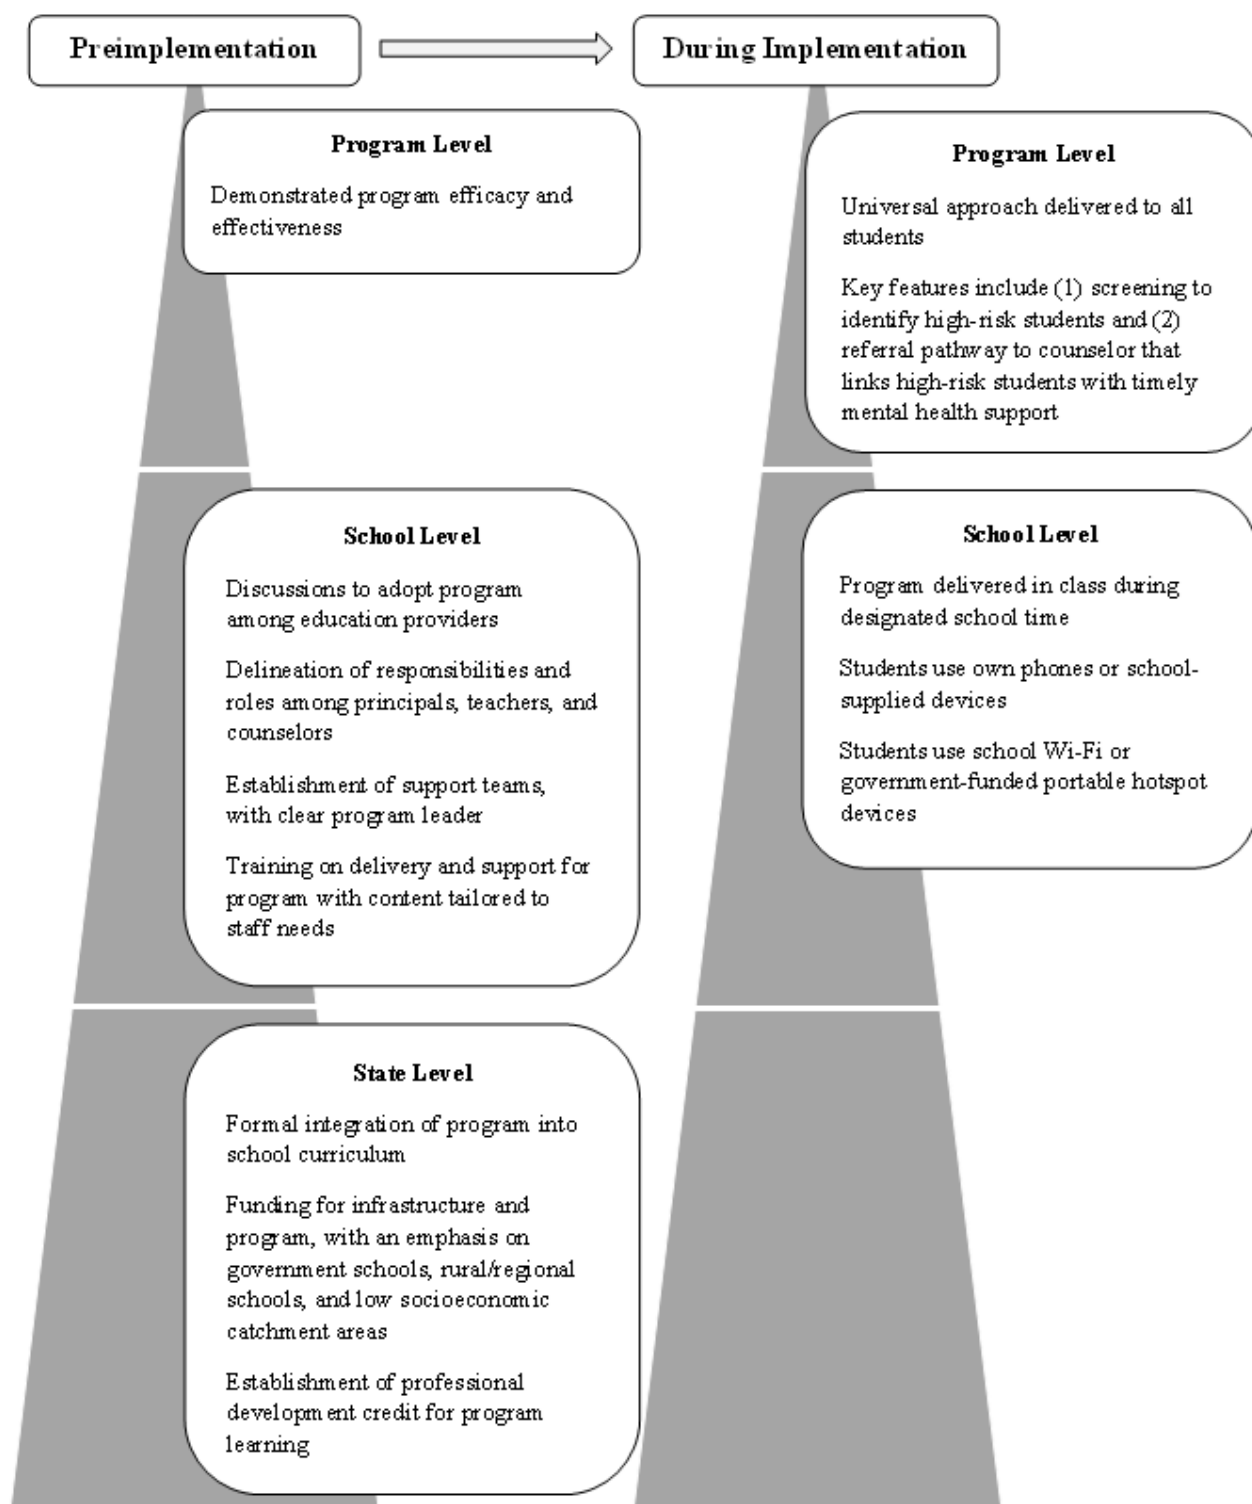 Preimplementation
During Implementation
Program Level
Demonstrated program efficacy and
effectiveness
School Level
Discussions to adopt program
among education providers
Delineation of responsibilities and
roles among principals, teachers, and
counselors
Establishment of support teams,
with clear program leader
Training on delivery and support for
program with content tailored to
staff needs
State Level
Formal integration of program into
school curriculum
Funding for infrastructure and
program, with an emphasis on
government schools, rural/regional
schools, and low socioeconomic
catchment areas
Establishment of professional
development credit for program
learning
Program Level
Universal approach delivered to all
students
Key features include (1) screening to
identify high-risk students and (2)
referral pathway to counselor that
links high-risk students with timely
mental health support
School Level
Program delivered in class during
designated school time
Students use own phones or school-
supplied devices
Students use school Wi-Fi or
government-funded portable hotspot
devices